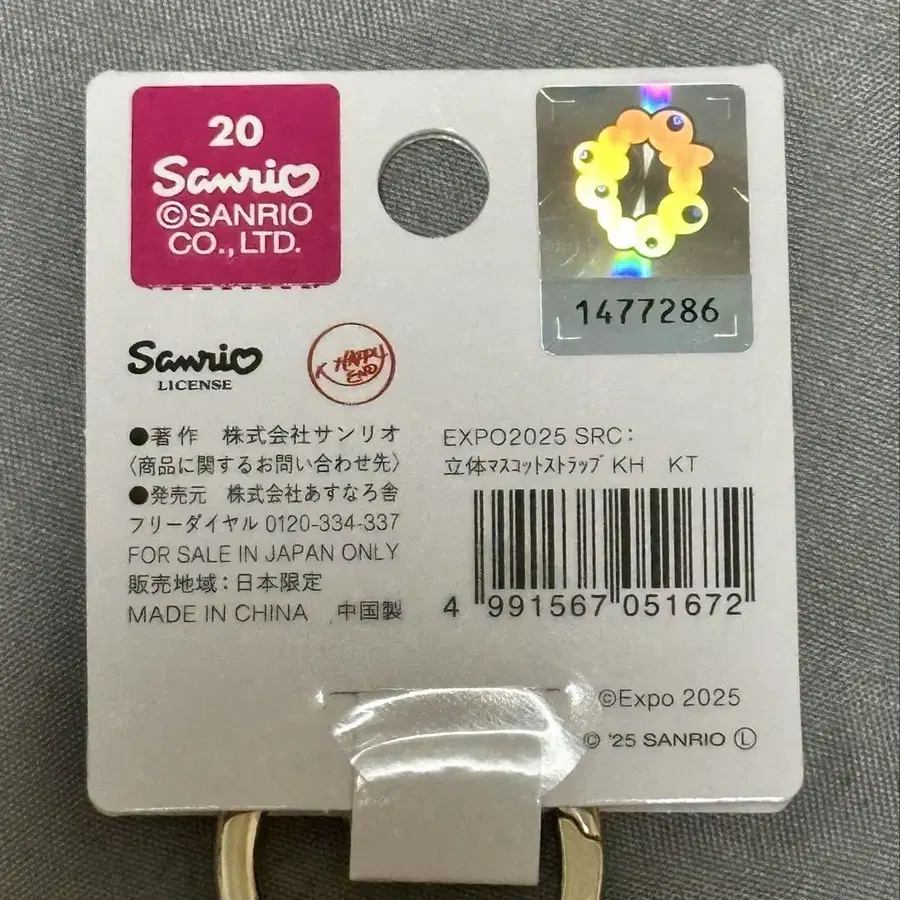 20
Sanrio
©SANRIO
CO., LTD.
1477286
Sanrio
LICENSE
HAPPY
END
●著作 株式会社サンリオ
〈商品に関するお問い合わせ先〉
●発売元 株式会社あすなろ舎
フリーダイヤル 0120-334-337
FOR SALE IN JAPAN ONLY
販売地域:日本限定
MADE IN CHINA 中国製
EXPO2025 SRC:
立体ﾏｽｺｯﾄｽﾄﾗｯﾌﾟ KH KT
4 991567 051672
©Expo 2025
© '25 SANRIO Ⓛ